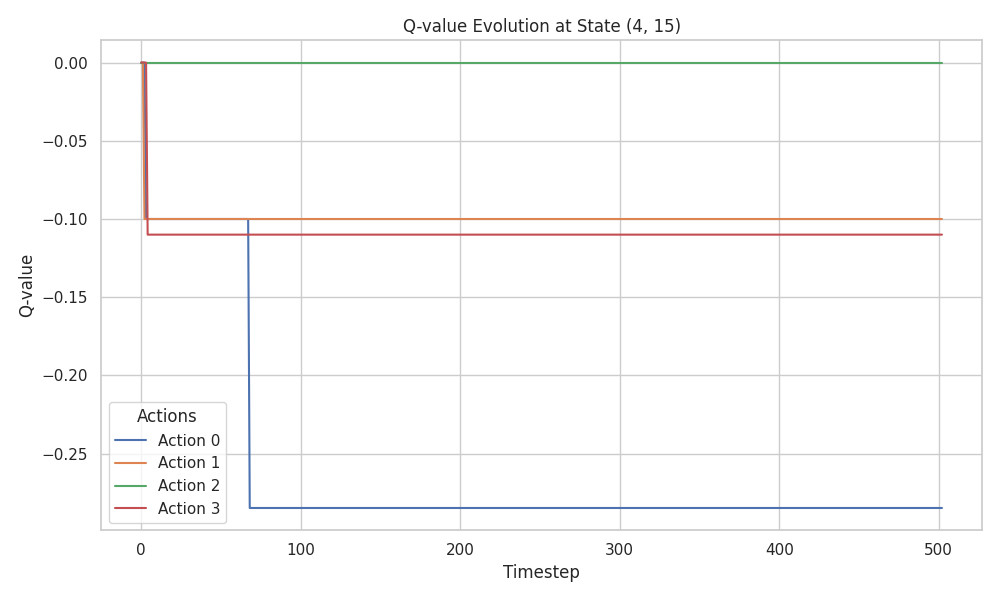 Q-value Evolution at State (4, 15)
Q-value
0.00
−0.05
−0.10
−0.15
−0.20
−0.25
Actions
Action 0
Action 1
Action 2
Action 3
0
100
200
300
400
500
Timestep